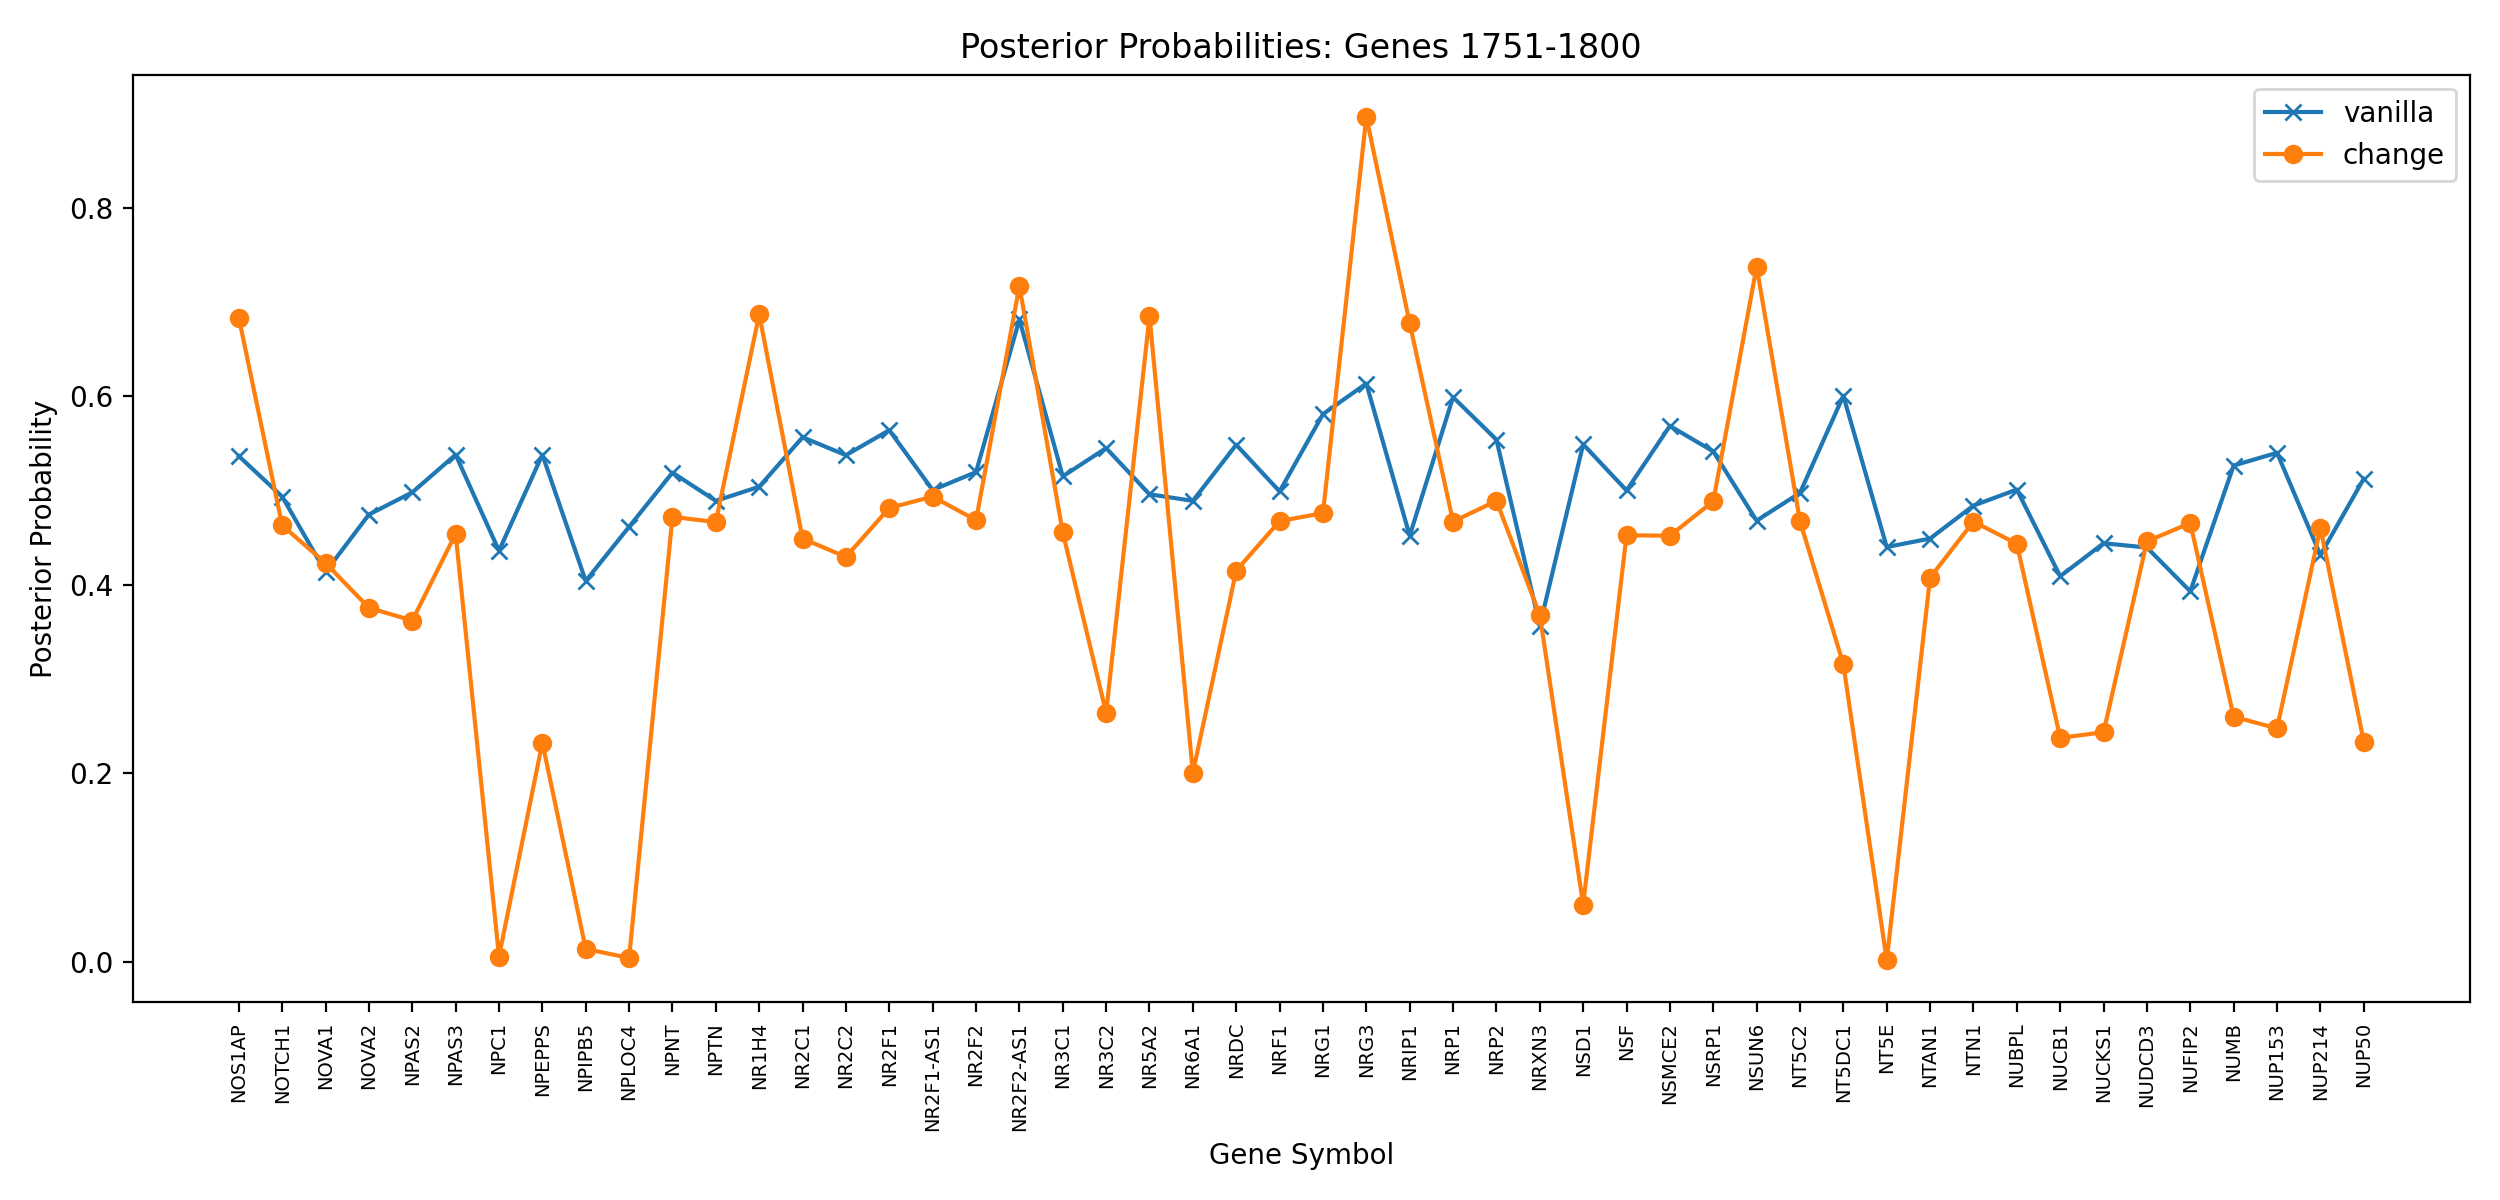 Posterior Probabilities: Genes 1751-1800
vanilla
change
Posterior Probability
0.8
0.6
0.4
0.2
0.0
NOS1AP
NOTCH1
NOVA1
NOVA2
NPAS2
NPAS3
NPC1
NPEPPS
NPIPB5
NPLOC4
NPNT
NPTN
NR1H4
NR2C1
NR2C2
NR2F1
NR2F1-AS1
NR2F2
NR2F2-AS1
NR3C1
NR3C2
NR5A2
NR6A1
NRDC
NRF1
NRG1
NRG3
NRIP1
NRP1
NRP2
NRXN3
NSD1
NSF
NSMCE2
NSRP1
NSUN6
NT5C2
NT5DC1
NT5E
NTAN1
NTN1
NUBPL
NUCB1
NUCKS1
NUDCD3
NUFIP2
NUMB
NUP153
NUP214
NUP50
Gene Symbol